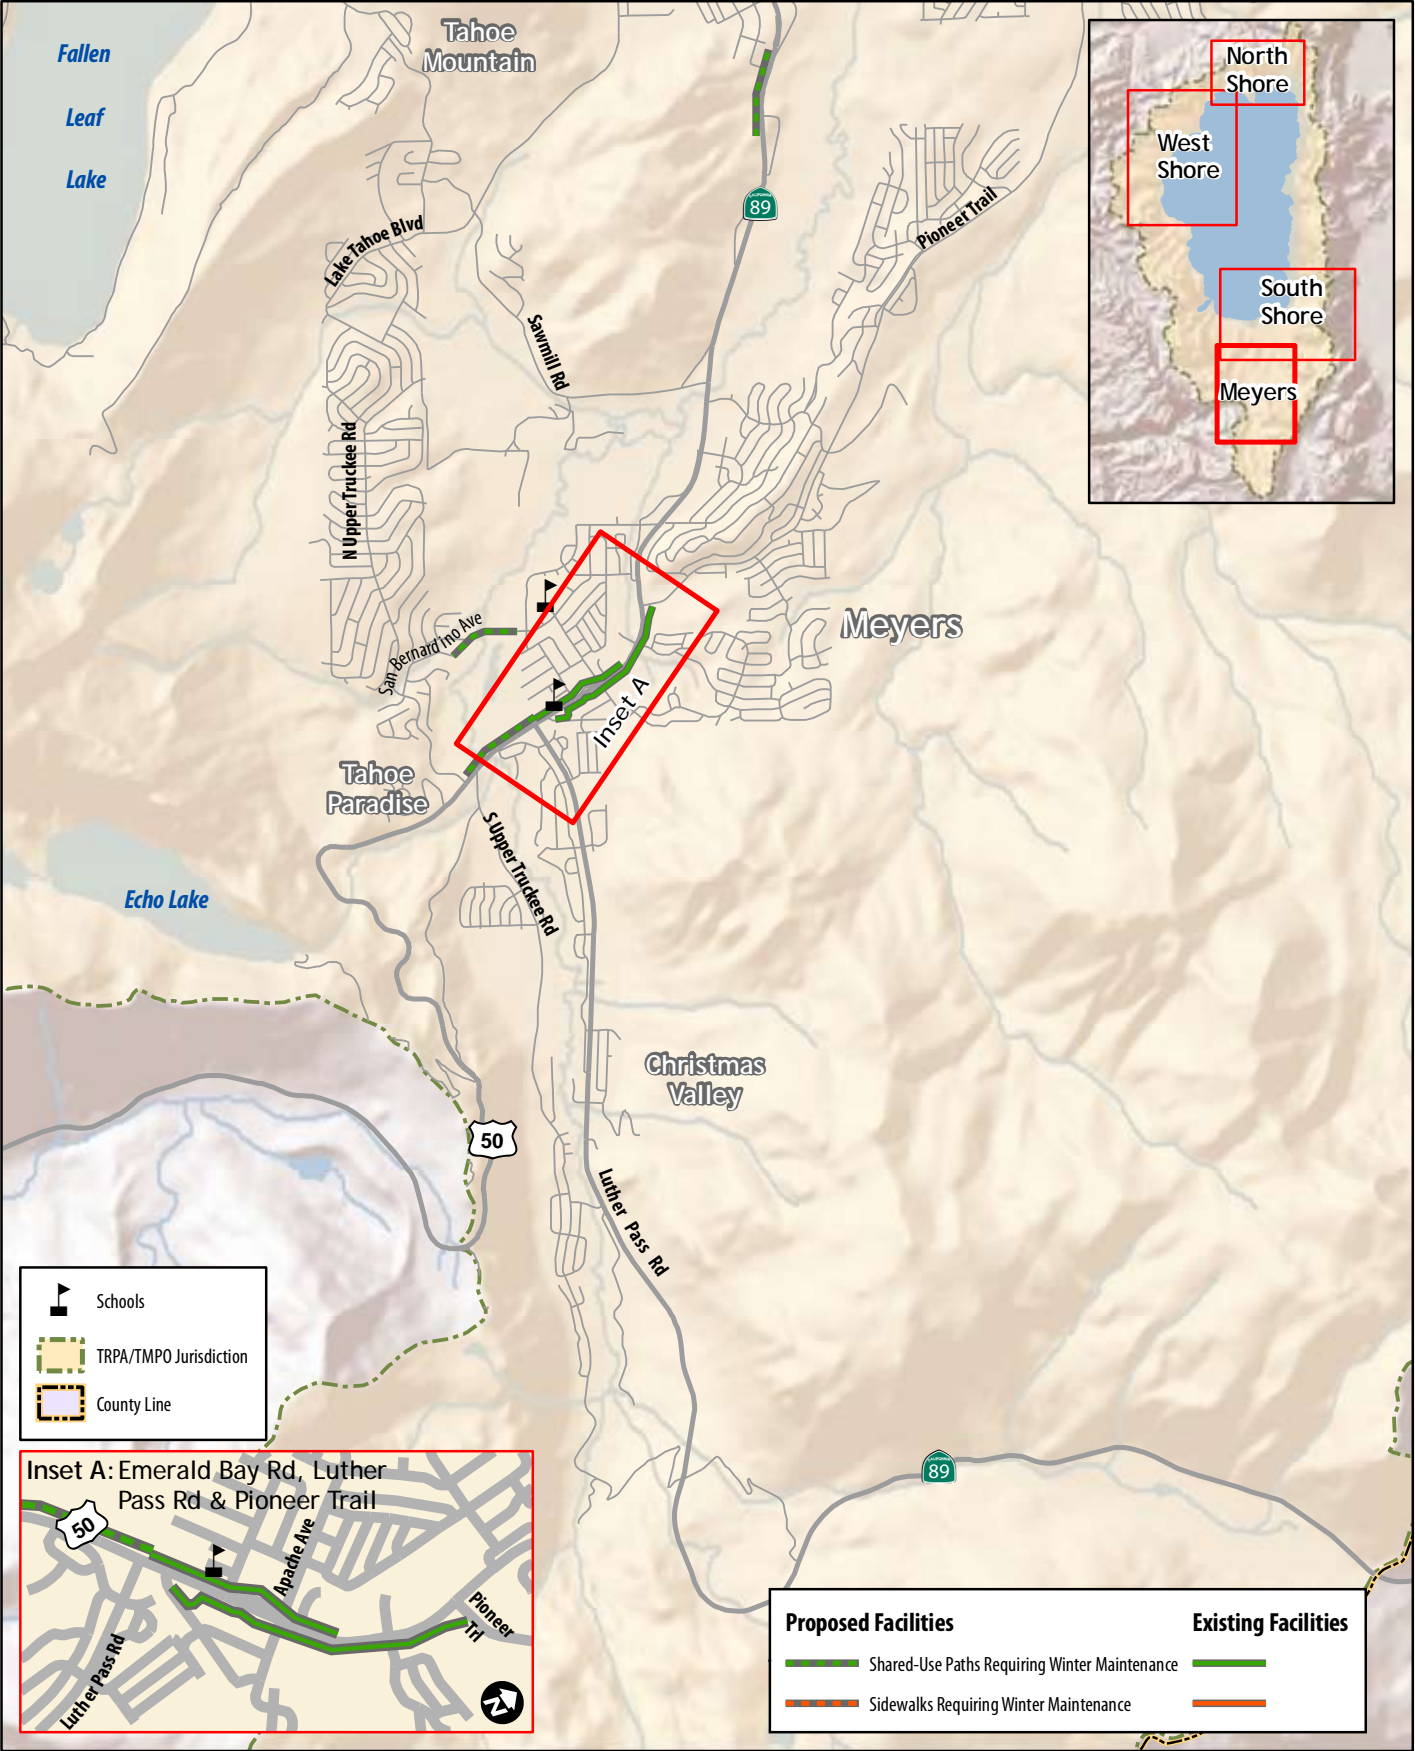 Fallen
Leaf
Lake
Tahoe
Mountain
CALIFORNIA
89
North
Shore
West
Shore
South
Shore
Meyers
Pioneer Trail
Lake Tahoe Blvd
Sawmill Rd
N Upper Truckee Rd
San Bernard'ino Ave
Meyers
Inset A
Tahoe
Paradise
S Upper Truckee Rd
Echo Lake
Christmas
Valley
50
Luther Pass Rd
Schools
TRPA/TMPO Jurisdiction
County Line
CALIFORNIA
89
Inset A: Emerald Bay Rd, Luther
Pass Rd & Pioneer Trail
50
Apache Ave
Pioneer
Trl
Luther Pass Rd
N
Proposed Facilities Existing Facilities
Shared-Use Paths Requiring Winter Maintenance
Sidewalks Requiring Winter Maintenance